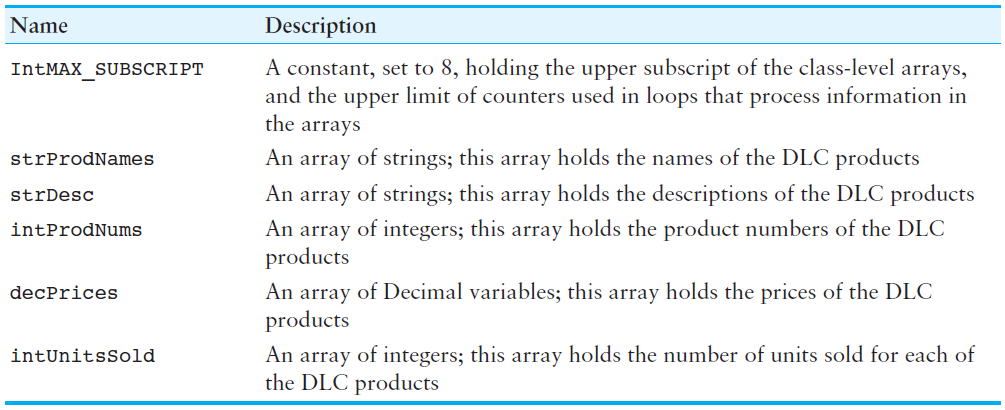 Name Description
IntMAX_SUBSCRIPT A constant, set to 8, holding the upper subscript of the class-level arrays,
and the upper limit of counters used in loops that process information in
the arrays
strProdNames An array of strings; this array holds the names of the DLC products
strDesc An array of strings; this array holds the descriptions of the DLC products
intProdNums An array of integers; this array holds the product numbers of the DLC
products
decPrices An array of Decimal variables; this array holds the prices of the DLC
products
intUnitsSold An array of integers; this array holds the number of units sold for each of
the DLC products